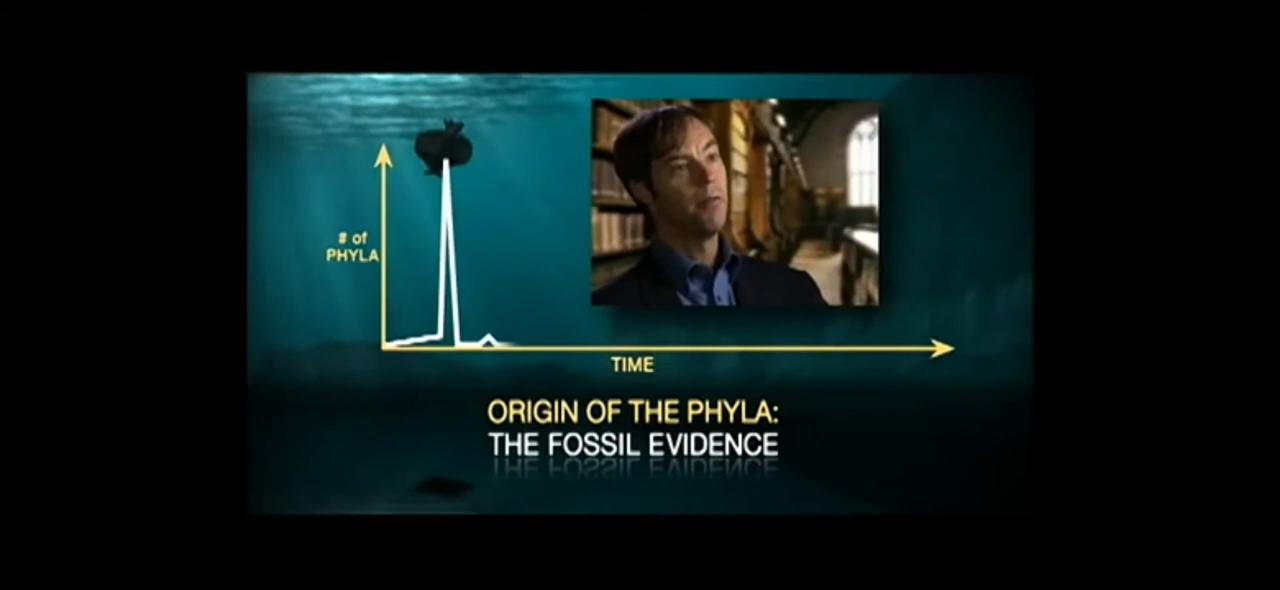 # of
PHYLA
TIME
ORIGIN OF THE PHYLA:
THE FOSSIL EVIDENCE